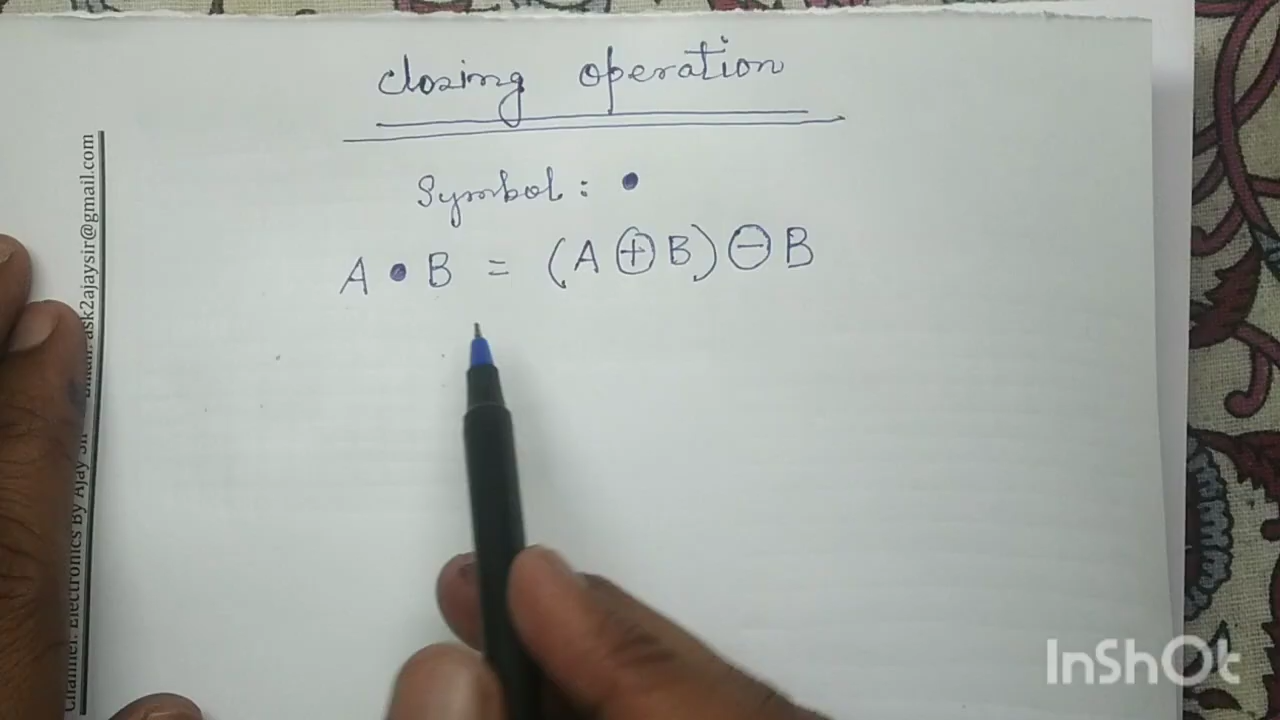 Closing operation
Symbol : •
A • B = (A ⊕ B) ⊖ B
ask2ajaysir@gmail.com
Channel: Electronics By Ajay Sir
InShOt